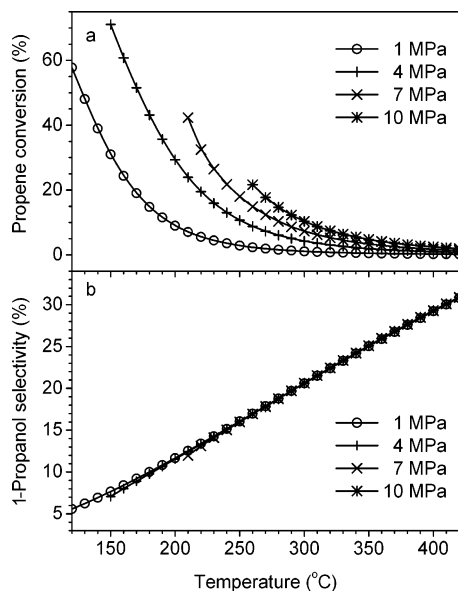 a
1 MPa
4 MPa
7 MPa
10 MPa
Propene conversion (%)
60
40
20
0
b
1 MPa
4 MPa
7 MPa
10 MPa
1-Propanol selectivity (%)
30
25
20
15
10
5
150 200 250 300 350 400
Temperature (°C)